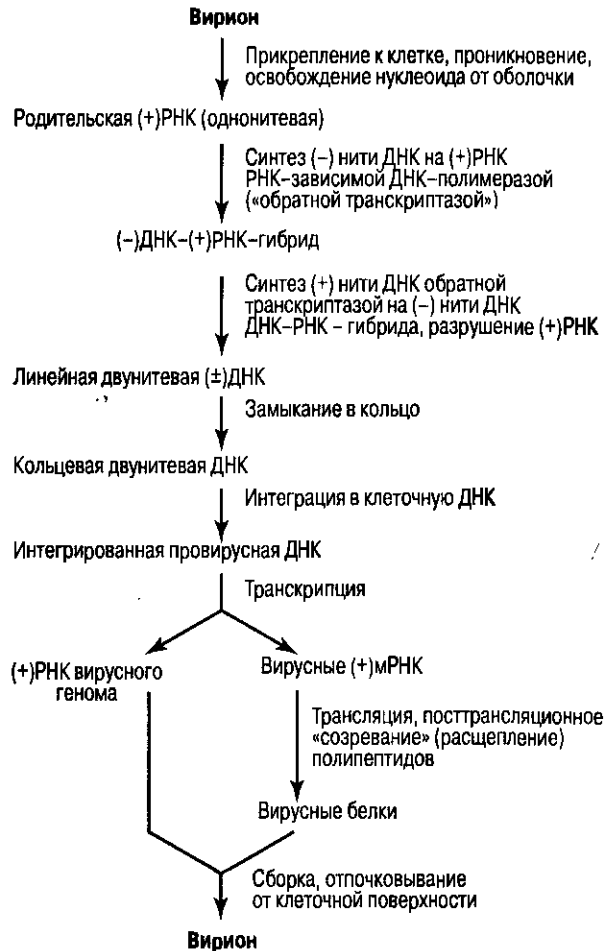 Вирион
Прикрепление к клетке, проникновение,
освобождение нуклеоида от оболочки
Родительская (+)РНК (однонитевая)
Синтез (−) нити ДНК на (+)РНК
РНК–зависимой ДНК–полимеразой
(«обратной транскриптазой»)
(−)ДНК–(+)РНК–гибрид
Синтез (+) нити ДНК обратной
транскриптазой на (−) нити ДНК
ДНК–РНК – гибрида, разрушение (+)РНК
Линейная двунитевая (±)ДНК
Замыкание в кольцо
Кольцевая двунитевая ДНК
Интеграция в клеточную ДНК
Интегрированная провирусная ДНК
Транскрипция
(+)РНК вирусного
генома
Вирусные (+)мРНК
Трансляция, посттрансляционное
«созревание» (расщепление)
полипептидов
Вирусные белки
Сборка, отпочковывание
от клеточной поверхности
Вирион